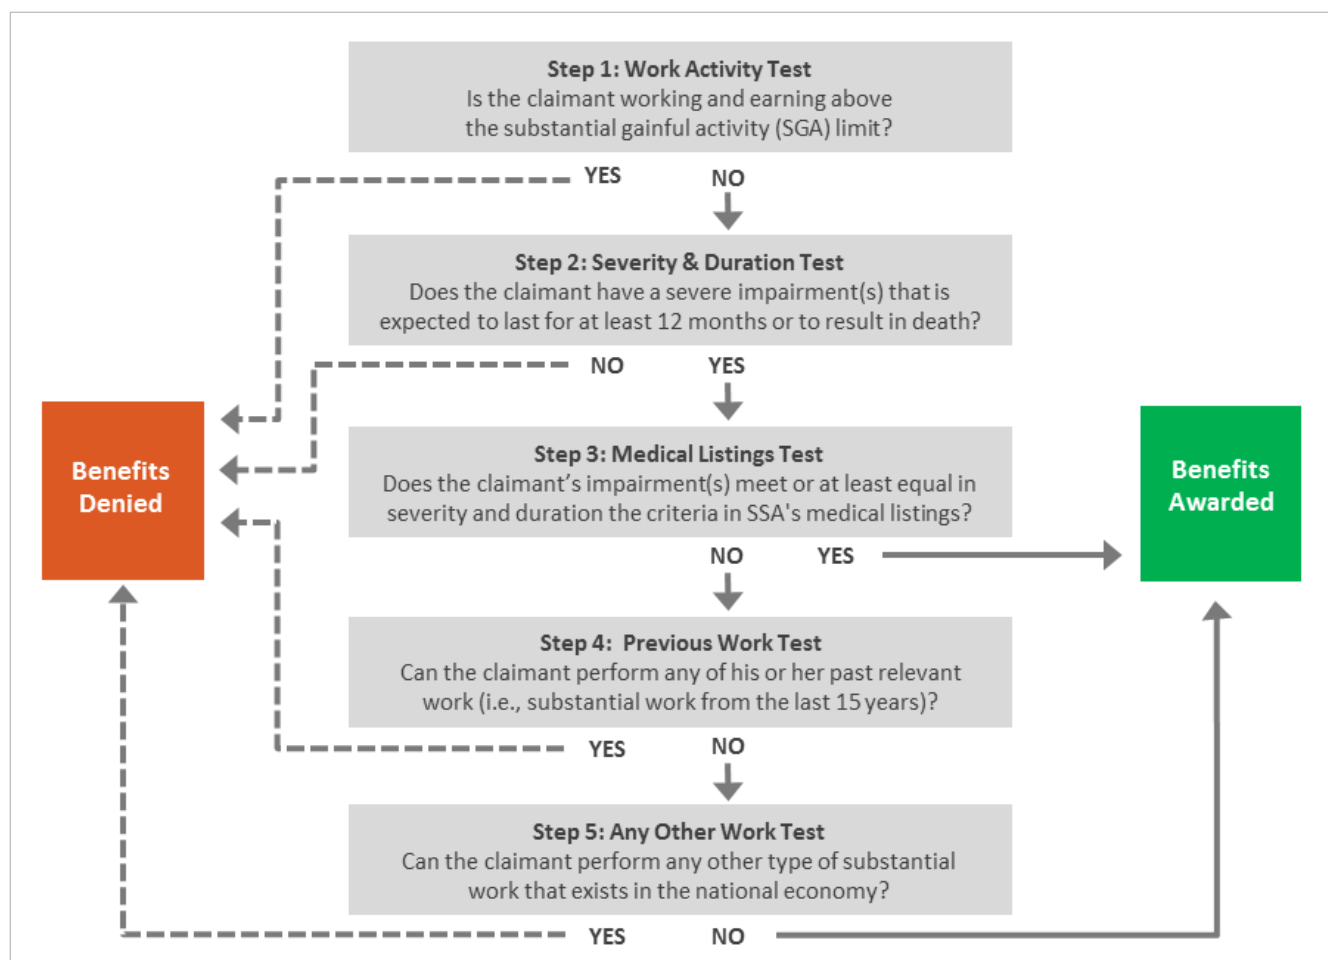 Step 1: Work Activity Test
Is the claimant working and earning above
the substantial gainful activity (SGA) limit?
YES NO
Step 2: Severity & Duration Test
Does the claimant have a severe impairment(s) that is
expected to last for at least 12 months or to result in death?
NO YES
Benefits
Denied
Step 3: Medical Listings Test
Does the claimant’s impairment(s) meet or at least equal in
severity and duration the criteria in SSA's medical listings?
Benefits
Awarded
NO YES
Step 4: Previous Work Test
Can the claimant perform any of his or her past relevant
work (i.e., substantial work from the last 15 years)?
YES NO
Step 5: Any Other Work Test
Can the claimant perform any other type of substantial
work that exists in the national economy?
YES NO